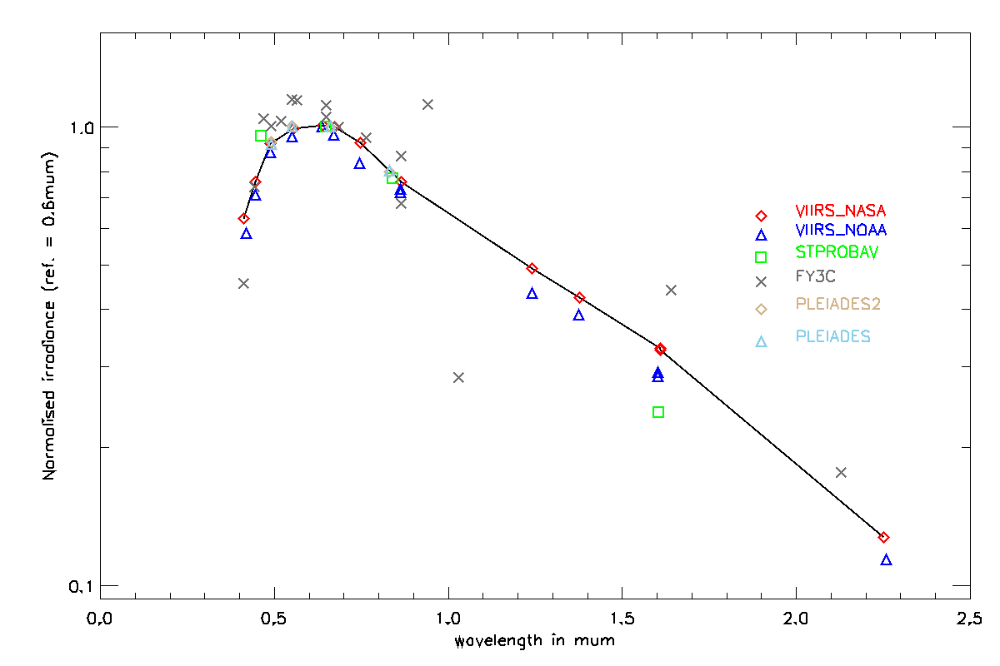 1.0
0.1
Normalised irradiance (ref. = 0.6mum)
VIIRS_NASA
VIIRS_NOAA
STPROBAV
FY3C
PLEIADES2
PLEIADES
0.0 0.5 1.0 1.5 2.0 2.5
wavelength in mum